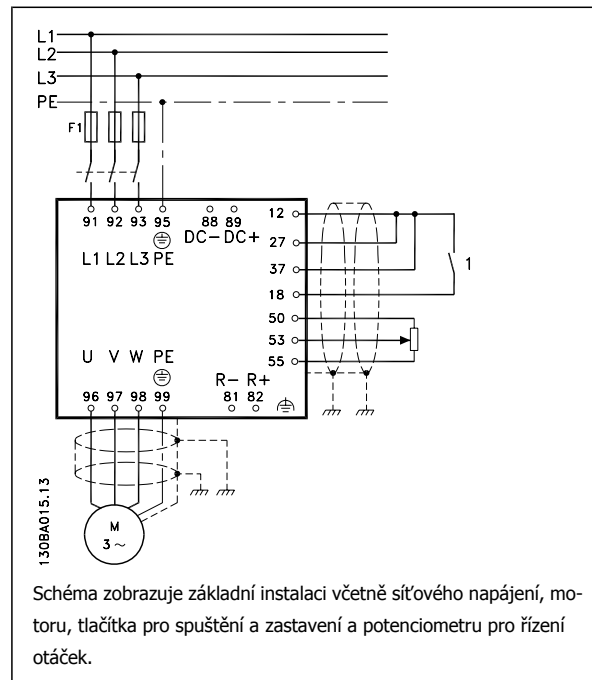 L1
L2
L3
PE
F1
91 92 93 95 88 89
DC- DC+
L1 L2 L3 PE
12
27
37
18
50
53
55
1
U V W PE
R- R+
96 97 98 99 81 82
M
3 ~
130BA015.13
Schéma zobrazuje základní instalaci včetně síťového napájení, mo-
toru, tlačítka pro spuštění a zastavení a potenciometru pro řízení
otáček.